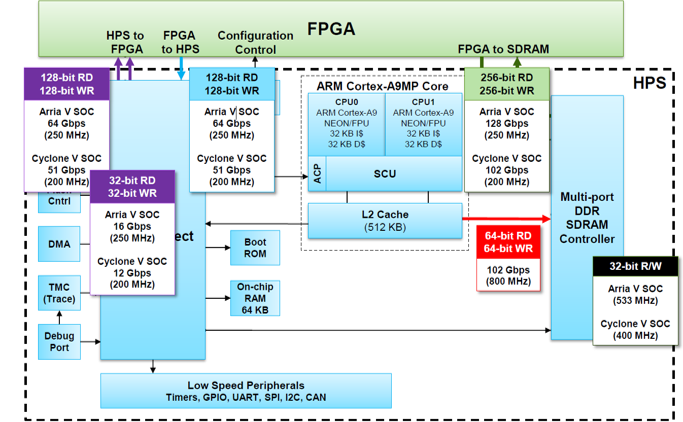 FPGA
HPS to
FPGA
FPGA
to HPS
Configuration
Control
FPGA to SDRAM
HPS
128-bit RD
128-bit WR
Arria V SOC
64 Gbps
(250 MHz)
Cyclone V SOC
51 Gbps
(200 MHz)
128-bit RD
128-bit WR
Arria V SOC
64 Gbps
(250 MHz)
Cyclone V SOC
51 Gbps
(200 MHz)
ARM Cortex-A9MP Core
CPU0
ARM Cortex-A9
NEON/FPU
32 KB I$
32 KB D$
CPU1
ARM Cortex-A9
NEON/FPU
32 KB I$
32 KB D$
ACP
SCU
L2 Cache
(512 KB)
256-bit RD
256-bit WR
Arria V SOC
128 Gbps
(250 MHz)
Cyclone V SOC
102 Gbps
(200 MHz)
Multi-port
DDR
SDRAM
Controller
32-bit RD
32-bit WR
Arria V SOC
16 Gbps
(250 MHz)
Cyclone V SOC
12 Gbps
(200 MHz)
Cntrl
DMA
TMC
(Trace)
Debug
Port
ect
Boot
ROM
On-chip
RAM
64 KB
64-bit RD
64-bit WR
102 Gbps
(800 MHz)
32-bit R/W
Arria V SOC
(533 MHz)
Cyclone V SOC
(400 MHz)
Low Speed Peripherals
Timers, GPIO, UART, SPI, I2C, CAN